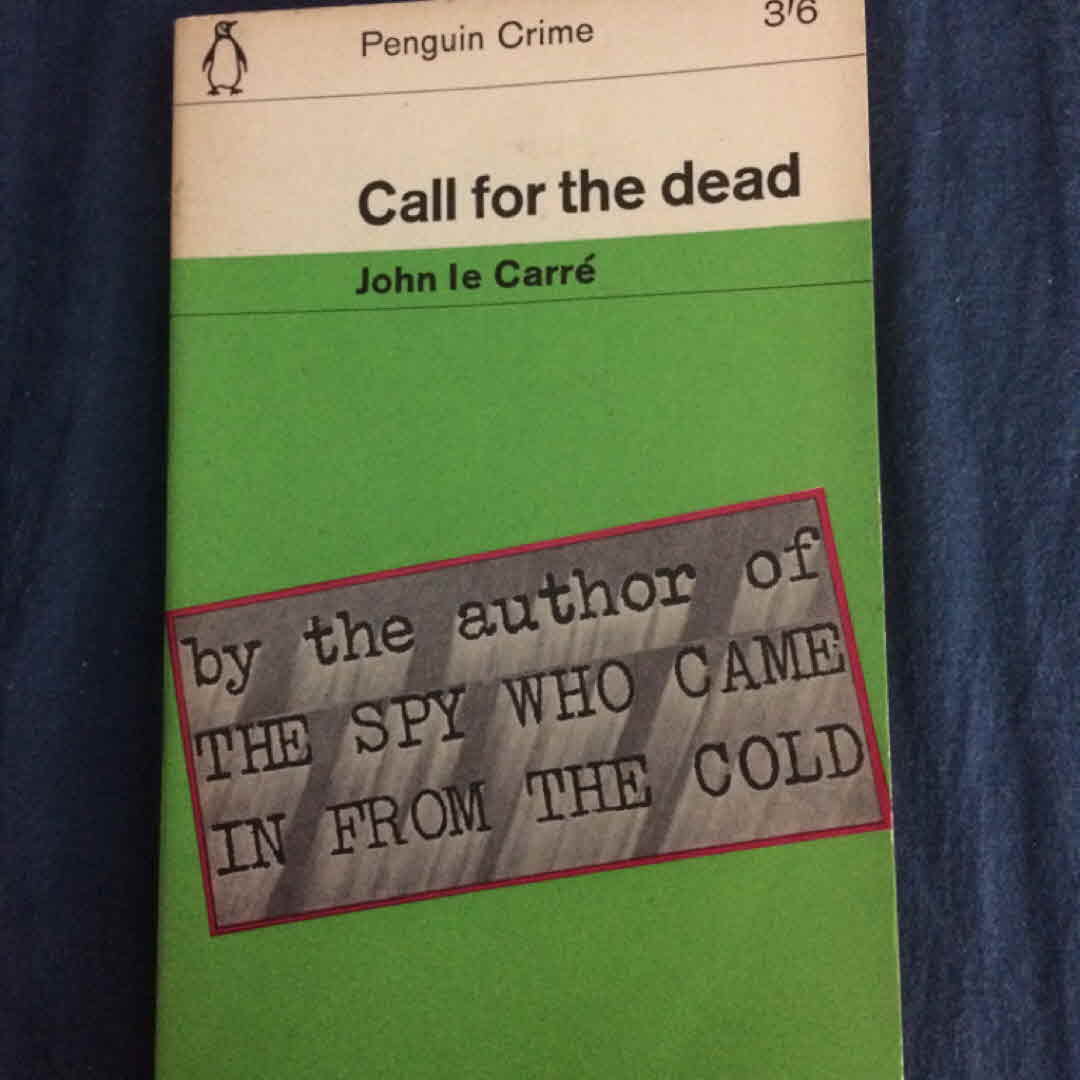 Penguin Crime 3'6
Call for the dead
John le Carré
by the author of
THE SPY WHO CAME
IN FROM THE COLD